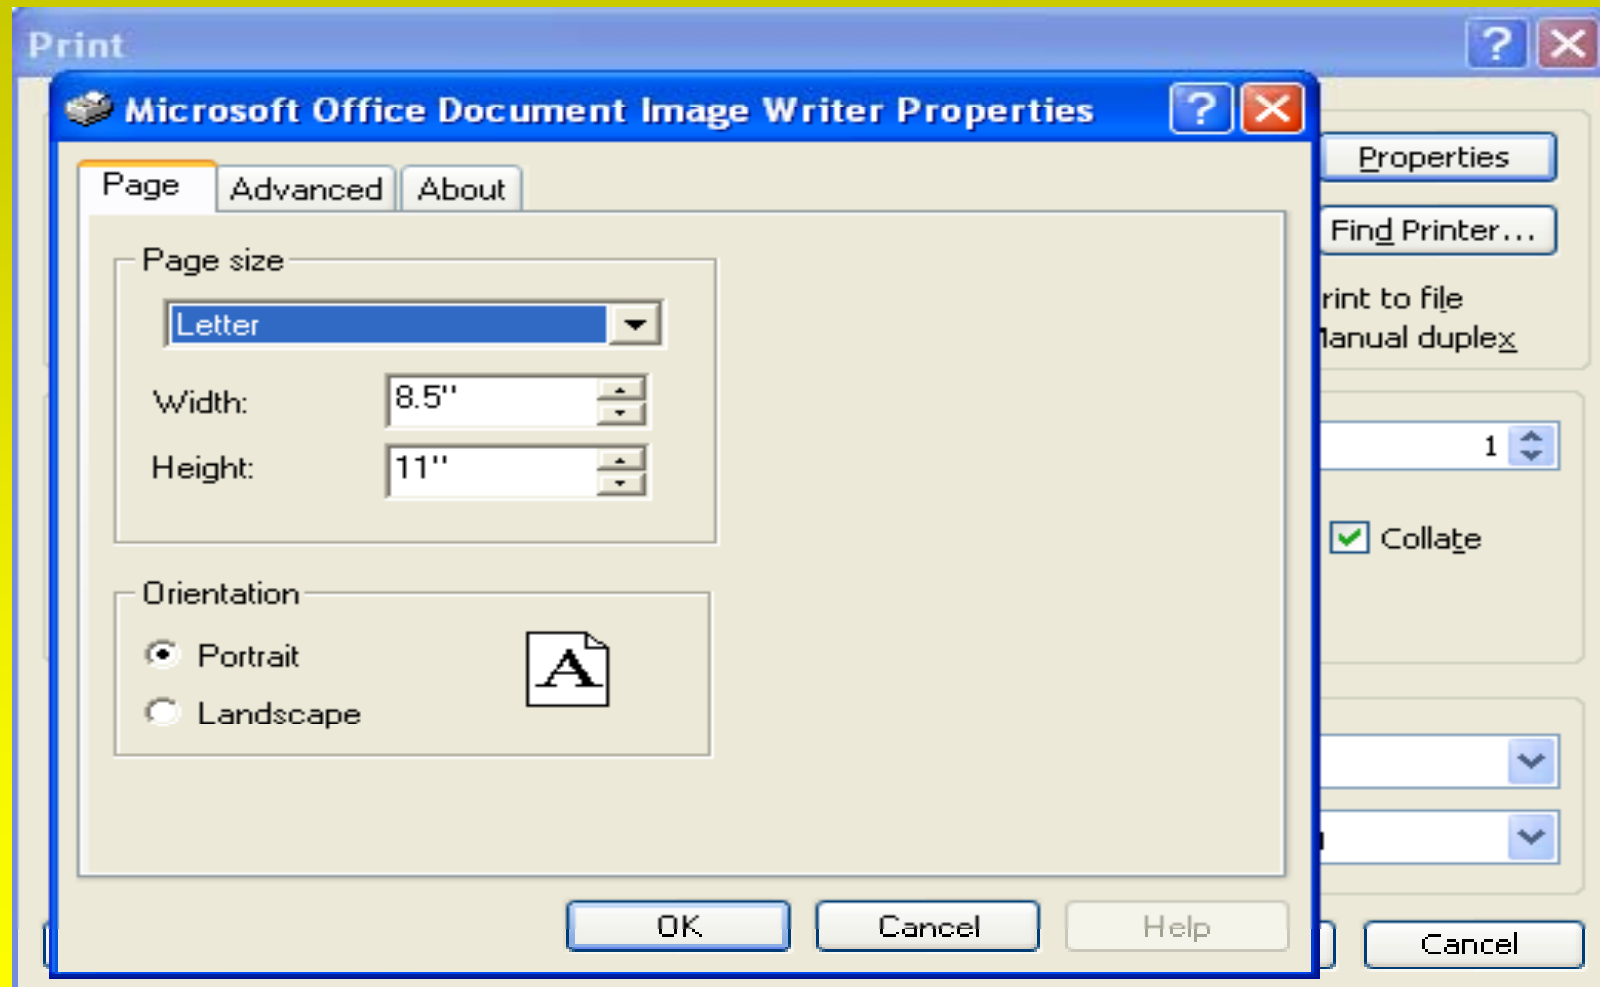 Print
Microsoft Office Document Image Writer Properties
Page Advanced About
Page size
Letter
Width: 8.5"
Height: 11"
Orientation
Portrait
A
Landscape
OK Cancel Help
Properties
Find Printer...
rint to file
anual duplex
1
Collate
Cancel